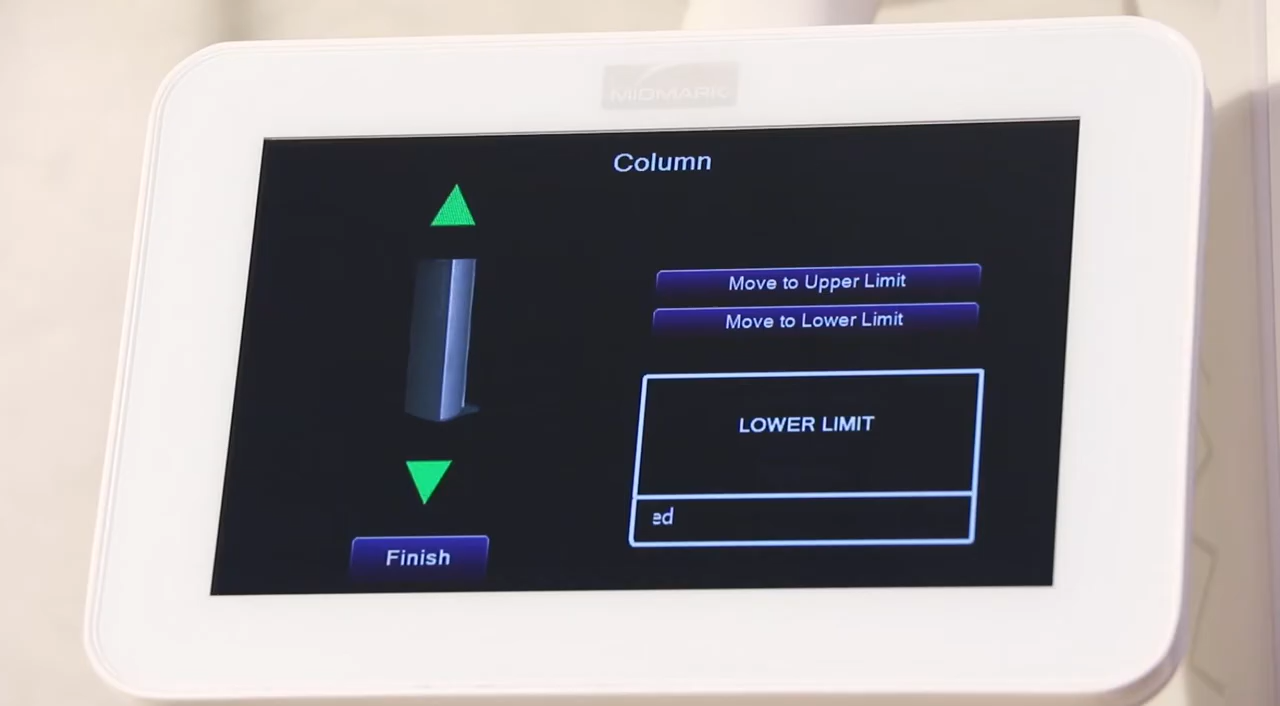 MIDMARK
Column
Move to Upper Limit
Move to Lower Limit
LOWER LIMIT
ed
Finish